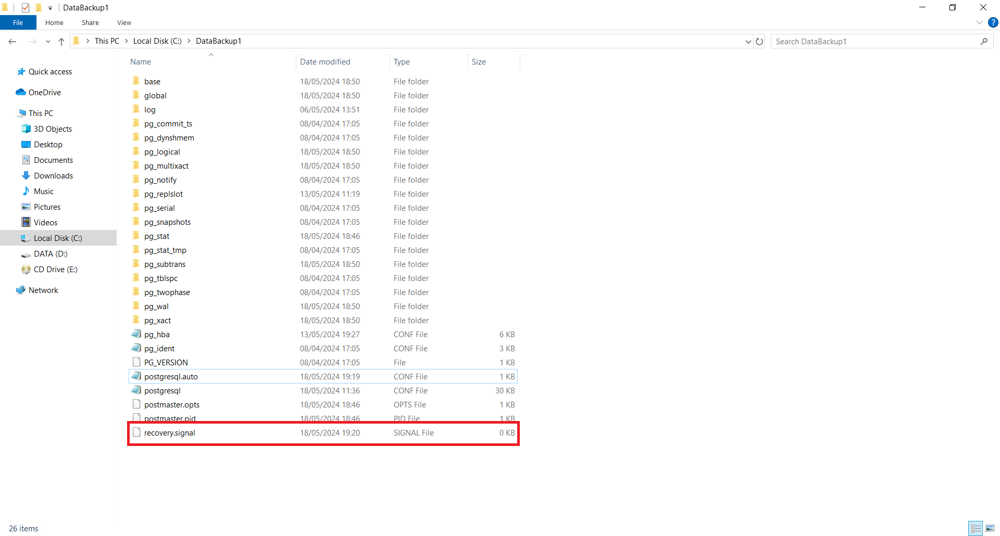 DataBackup1
File Home Share View
This PC Local Disk (C:) DataBackup1
Search DataBackup1
Quick access
OneDrive
This PC
3D Objects
Desktop
Documents
Downloads
Music
Pictures
Videos
Local Disk (C:)
DATA (D:)
CD Drive (E:)
Network
Name Date modified Type Size
base 18/05/2024 18:50 File folder
global 18/05/2024 18:50 File folder
log 06/05/2024 13:51 File folder
pg_commit_ts 08/04/2024 17:05 File folder
pg_dynshmem 08/04/2024 17:05 File folder
pg_logical 18/05/2024 18:50 File folder
pg_multixact 18/05/2024 18:50 File folder
pg_notify 08/04/2024 17:05 File folder
pg_replslot 13/05/2024 11:19 File folder
pg_serial 08/04/2024 17:05 File folder
pg_snapshots 08/04/2024 17:05 File folder
pg_stat 18/05/2024 18:46 File folder
pg_stat_tmp 08/04/2024 17:05 File folder
pg_subtrans 18/05/2024 18:50 File folder
pg_tblspc 08/04/2024 17:05 File folder
pg_twophase 08/04/2024 17:05 File folder
pg_wal 18/05/2024 18:50 File folder
pg_xact 18/05/2024 18:50 File folder
pg_hba 13/05/2024 19:27 CONF File 6 KB
pg_ident 08/04/2024 17:05 CONF File 3 KB
PG_VERSION 08/04/2024 17:05 File 1 KB
postgresql.auto 18/05/2024 19:19 CONF File 1 KB
postgresql 18/05/2024 11:36 CONF File 30 KB
postmaster.opts 18/05/2024 18:46 OPTS File 1 KB
postmaster.pid 18/05/2024 18:46 PID File 1 KB
recovery.signal 18/05/2024 19:20 SIGNAL File 0 KB
26 items